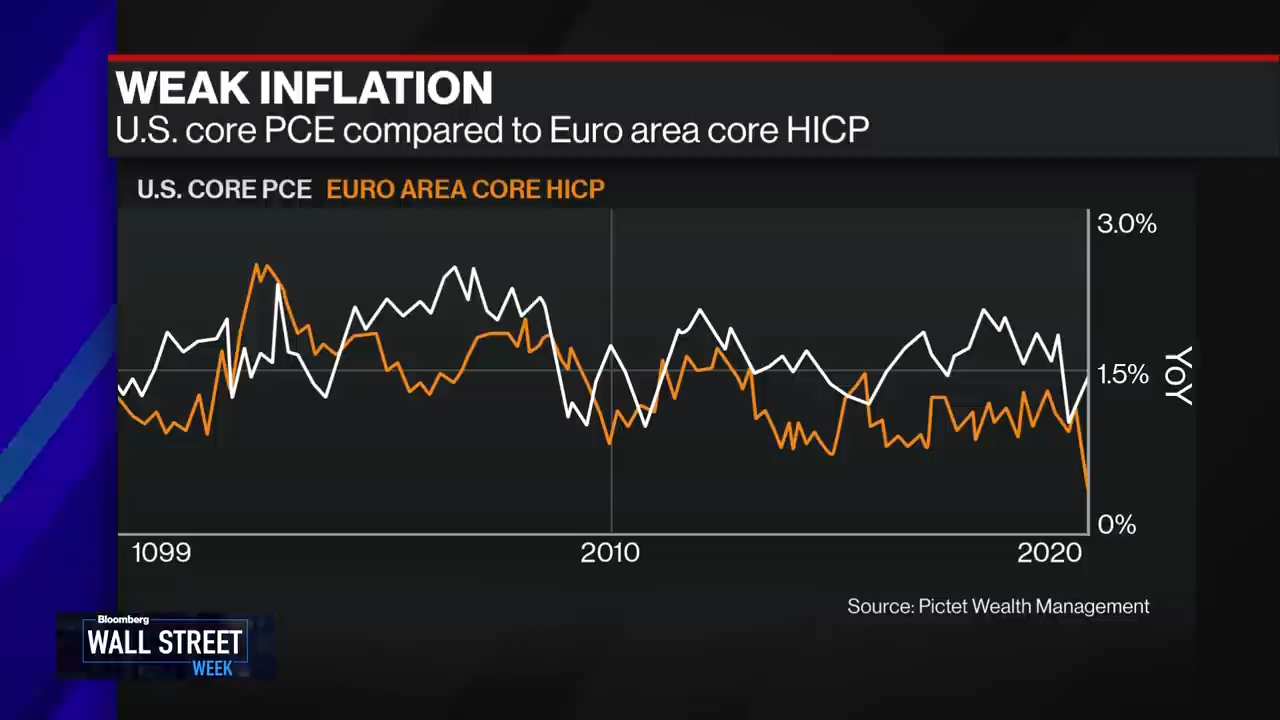 WEAK INFLATION
U.S. core PCE compared to Euro area core HICP
U.S. CORE PCE EURO AREA CORE HICP
3.0%
1.5%
YoY
0%
1099 2010 2020
Source: Pictet Wealth Management
Bloomberg
WALL STREET
WEEK